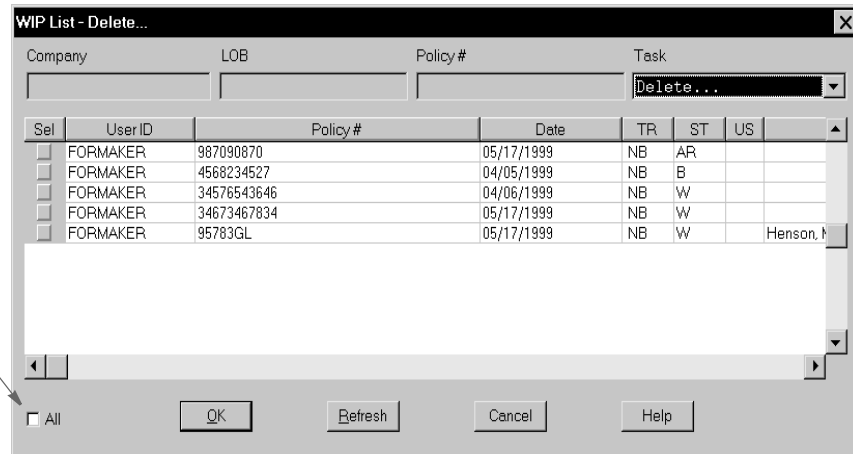 WIP List - Delete...
Company LOB Policy # Task
Delete...
Sel User ID Policy # Date TR ST US
FORMAKER 987090870 05/17/1999 NB AR
FORMAKER 4568234527 04/05/1999 NB B
FORMAKER 34576543646 04/06/1999 NB W
FORMAKER 34673467834 05/17/1999 NB W
FORMAKER 95783GL 05/17/1999 NB W Henson,
All OK Refresh Cancel Help